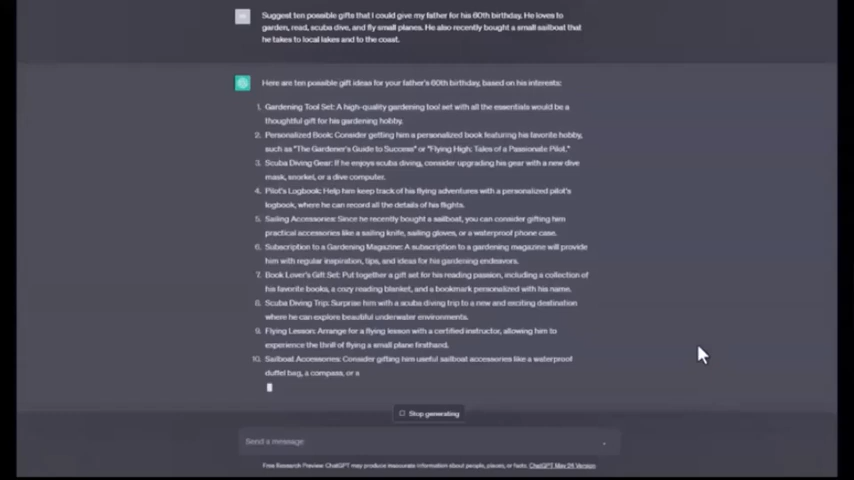 Suggest ten possible gifts that I could give my father for his 60th birthday. He loves to
garden, read, scuba dive, and fly small planes. He also recently bought a small sailboat that
he takes to local lakes and to the coast.
Here are ten possible gift ideas for your father's 60th birthday, based on his interests:
1. Gardening Tool Set: A high-quality gardening tool set with all the essentials would be a
thoughtful gift for his gardening hobby.
2. Personalized Book: Consider getting him a personalized book featuring his favorite hobby,
such as "The Gardener's Guide to Success" or "Flying High: Tales of a Passionate Pilot."
3. Scuba Diving Gear: If he enjoys scuba diving, consider upgrading his gear with a new dive
mask, snorkel, or a dive computer.
4. Pilot's Logbook: Help him keep track of his flying adventures with a personalized pilot's
logbook, where he can record all the details of his flights.
5. Sailing Accessories: Since he recently bought a sailboat, you can consider gifting him
practical accessories like a sailing knife, sailing gloves, or a waterproof phone case.
6. Subscription to a Gardening Magazine: A subscription to a gardening magazine will provide
him with regular inspiration, tips, and ideas for his gardening endeavors.
7. Book Lover's Gift Set: Put together a gift set for his reading passion, including a collection of
his favorite books, a cozy reading blanket, and a bookmark personalized with his name.
8. Scuba Diving Trip: Surprise him with a scuba diving trip to a new and exciting destination
where he can explore beautiful underwater environments.
9. Flying Lesson: Arrange for a flying lesson with a certified instructor, allowing him to
experience the thrill of flying a small plane firsthand.
10. Sailboat Accessories: Consider gifting him useful sailboat accessories like a waterproof
duffel bag, a compass, or a
Stop generating
Send a message
Free Research Preview. ChatGPT may produce inaccurate information about people, places, or facts. ChatGPT May 24 Version